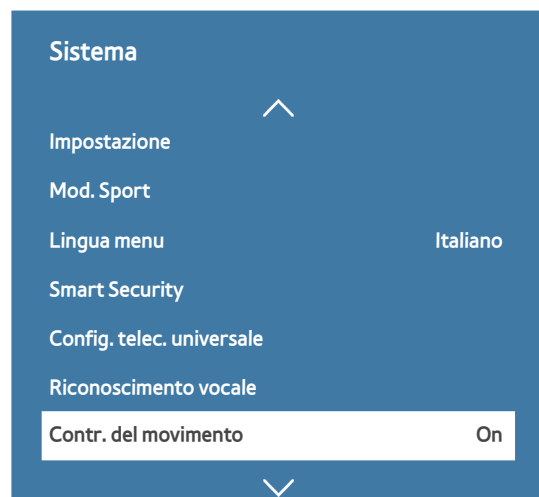 Sistema
Impostazione
Mod. Sport
Lingua menu Italiano
Smart Security
Config. telec. universale
Riconoscimento vocale
Contr. del movimento On